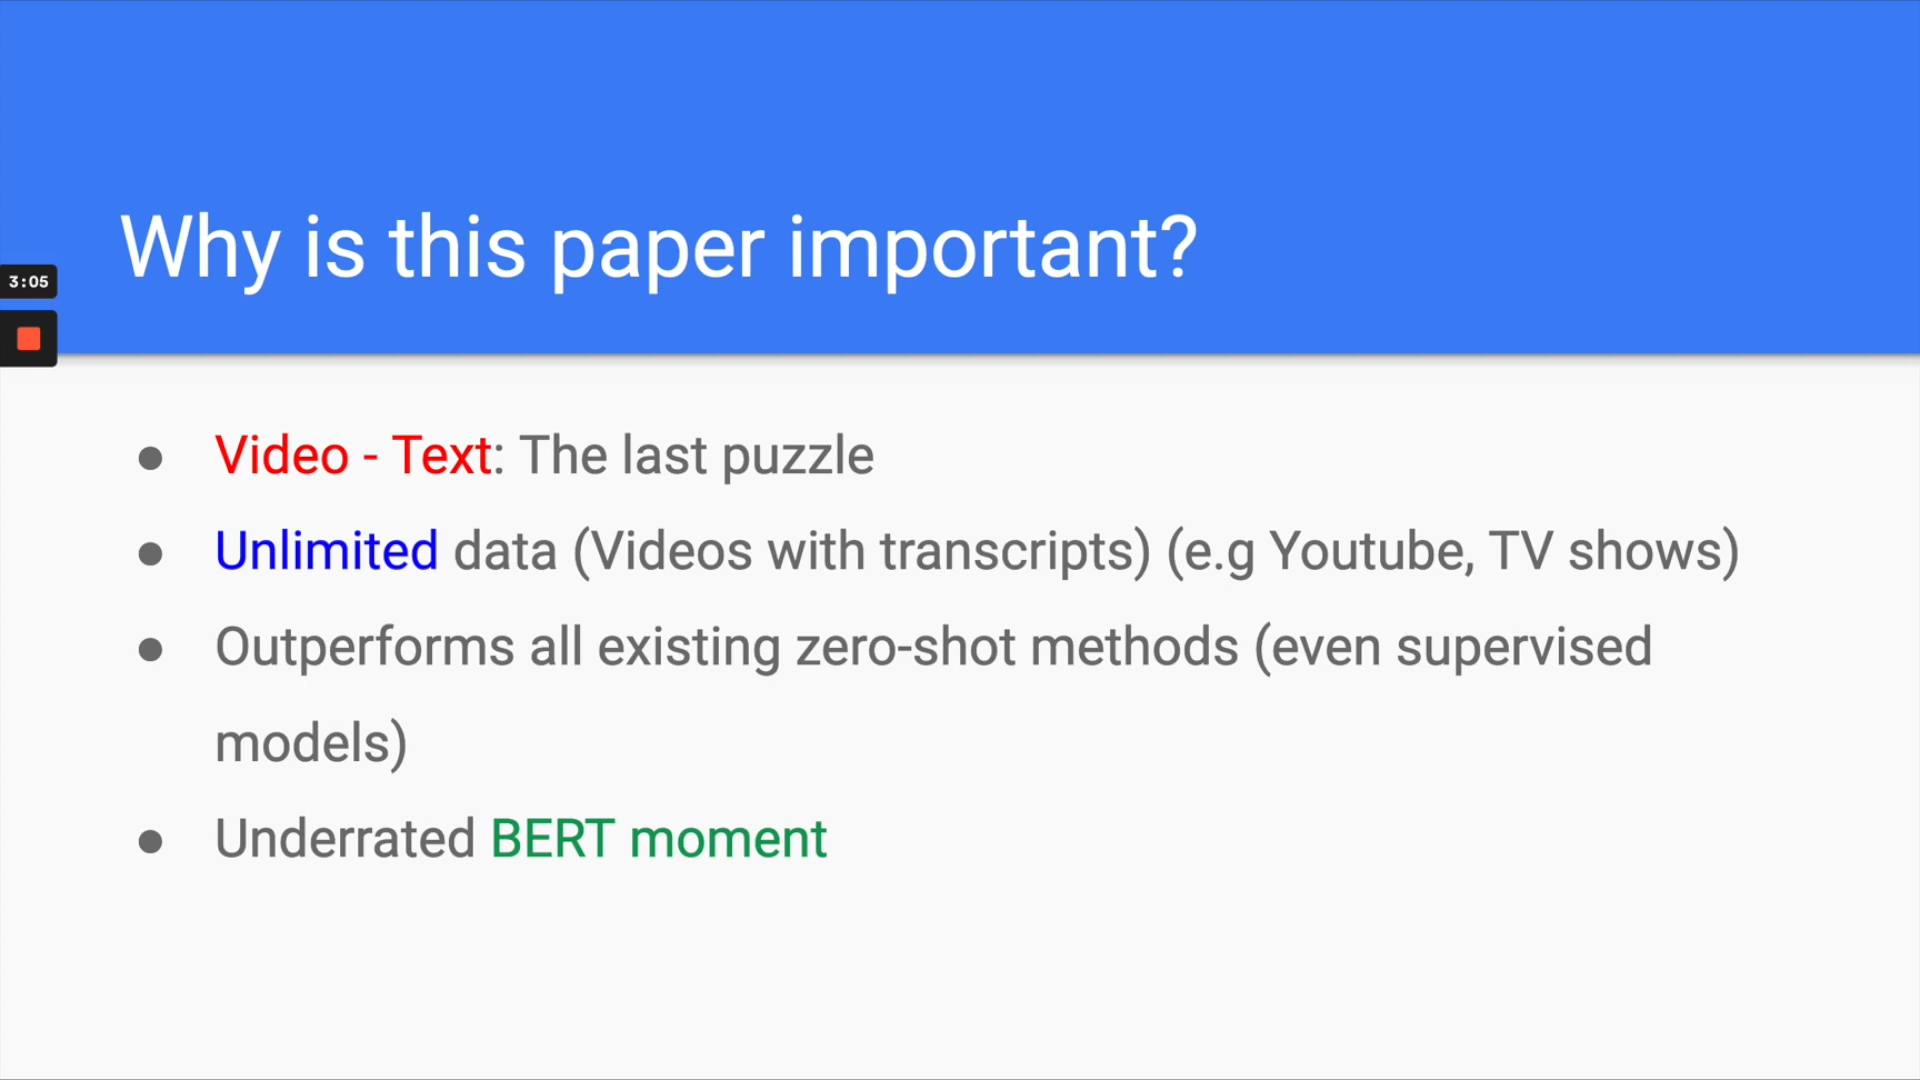 Why is this paper important?
3:05
● Video - Text: The last puzzle
● Unlimited data (Videos with transcripts) (e.g Youtube, TV shows)
● Outperforms all existing zero-shot methods (even supervised
models)
● Underrated BERT moment